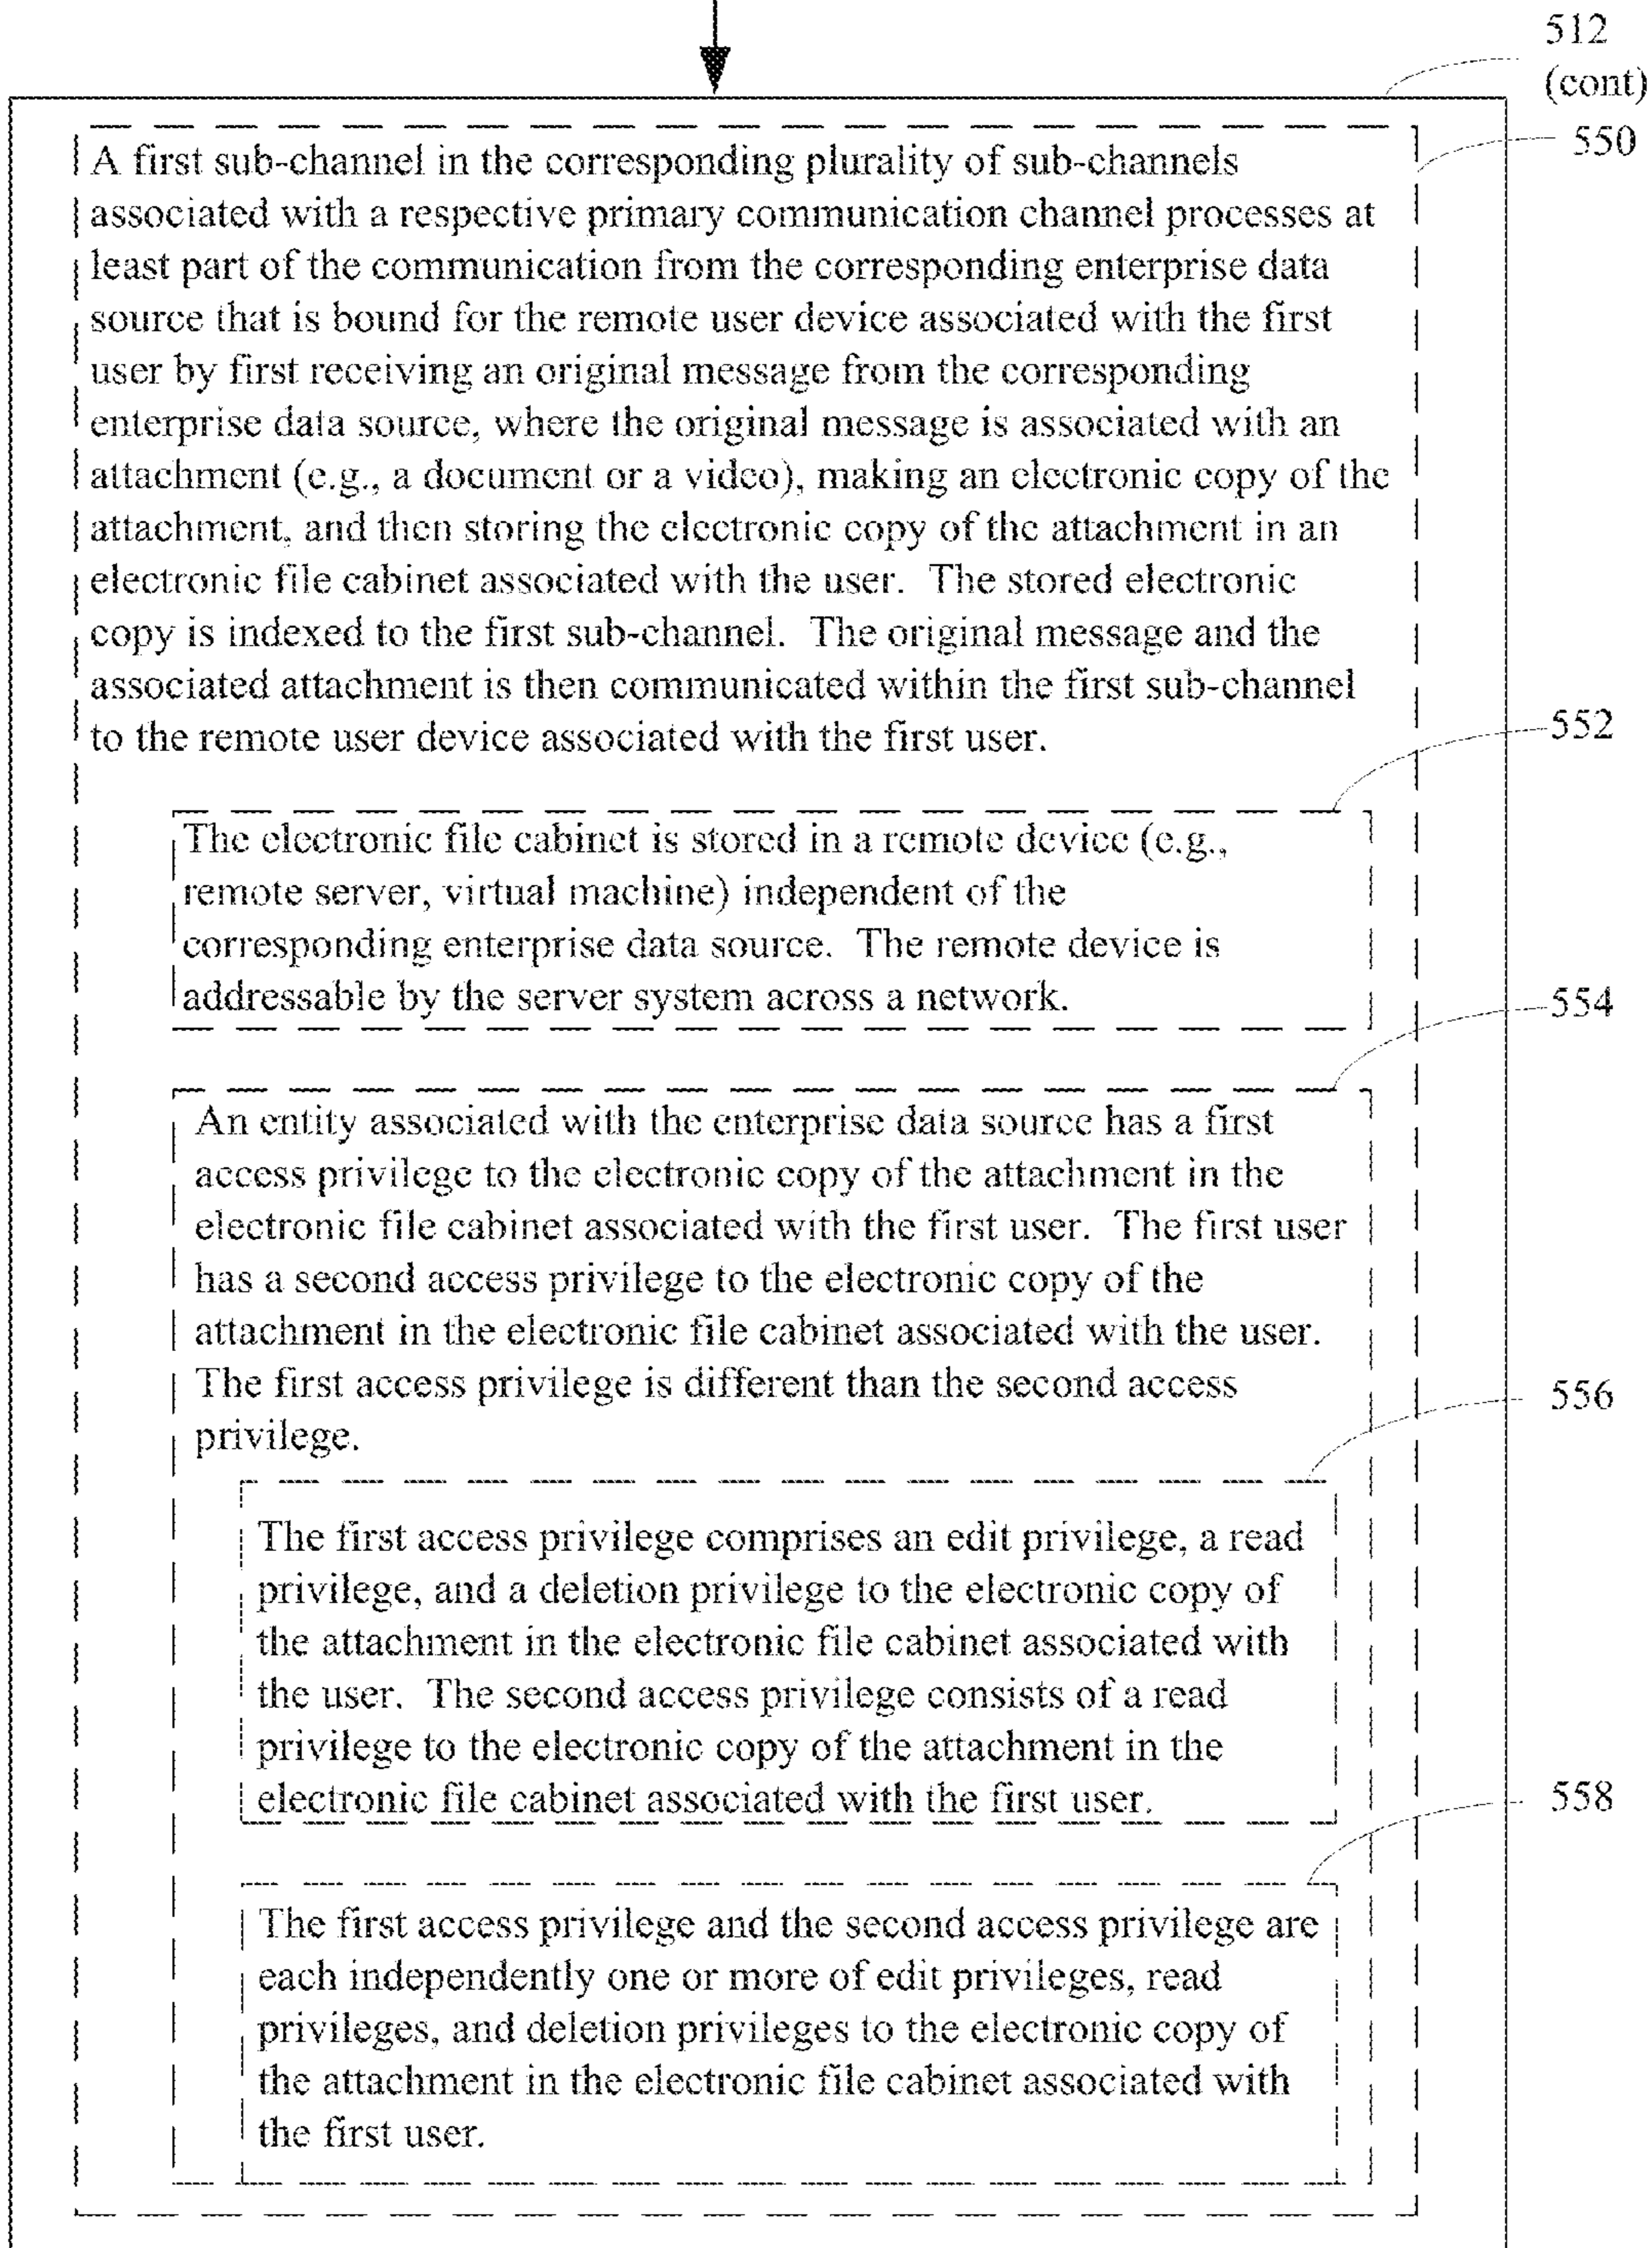 512
(cont)
550
A first sub-channel in the corresponding plurality of sub-channels
associated with a respective primary communication channel processes at
least part of the communication from the corresponding enterprise data
source that is bound for the remote user device associated with the first
user by first receiving an original message from the corresponding
enterprise data source, where the original message is associated with an
attachment (e.g., a document or a video), making an electronic copy of the
attachment, and then storing the electronic copy of the attachment in an
electronic file cabinet associated with the user. The stored electronic
copy is indexed to the first sub-channel. The original message and the
associated attachment is then communicated within the first sub-channel
to the remote user device associated with the first user.
552
The electronic file cabinet is stored in a remote device (e.g.,
remote server, virtual machine) independent of the
corresponding enterprise data source. The remote device is
addressable by the server system across a network.
554
An entity associated with the enterprise data source has a first
access privilege to the electronic copy of the attachment in the
electronic file cabinet associated with the first user. The first user
has a second access privilege to the electronic copy of the
attachment in the electronic file cabinet associated with the user.
The first access privilege is different than the second access
privilege.
556
The first access privilege comprises an edit privilege, a read
privilege, and a deletion privilege to the electronic copy of
the attachment in the electronic file cabinet associated with
the user. The second access privilege consists of a read
privilege to the electronic copy of the attachment in the
electronic file cabinet associated with the first user.
558
The first access privilege and the second access privilege are
each independently one or more of edit privileges, read
privileges, and deletion privileges to the electronic copy of
the attachment in the electronic file cabinet associated with
the first user.